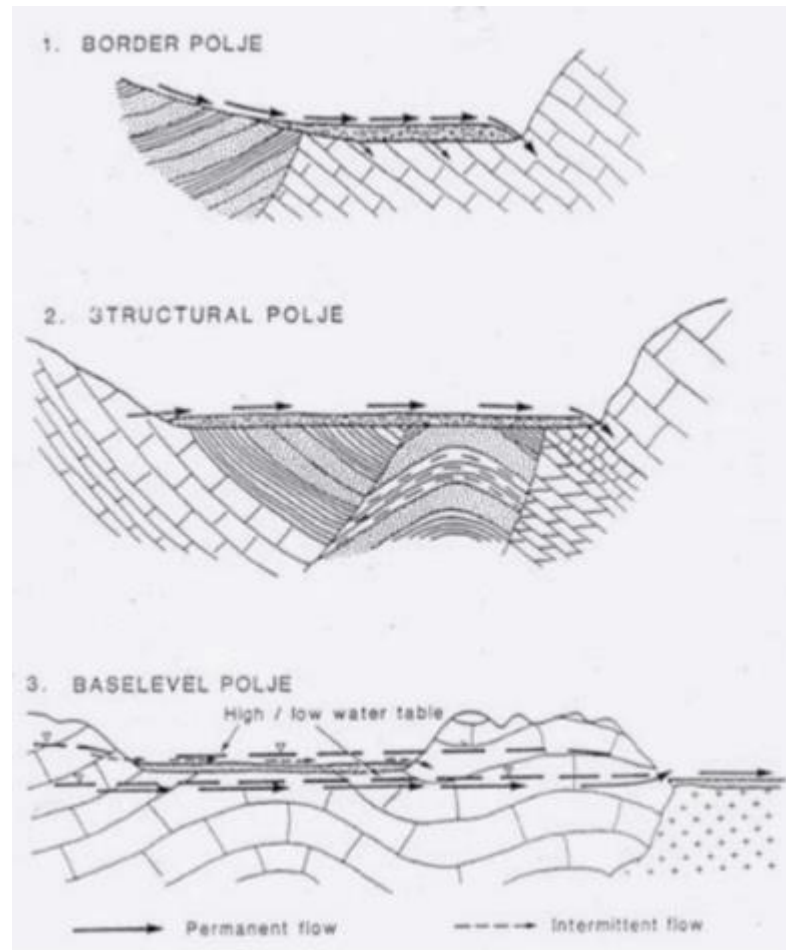 1. BORDER POLJE
2. STRUCTURAL POLJE
3. BASELEVEL POLJE
High / low water table
Permanent flow
Intermittent flow